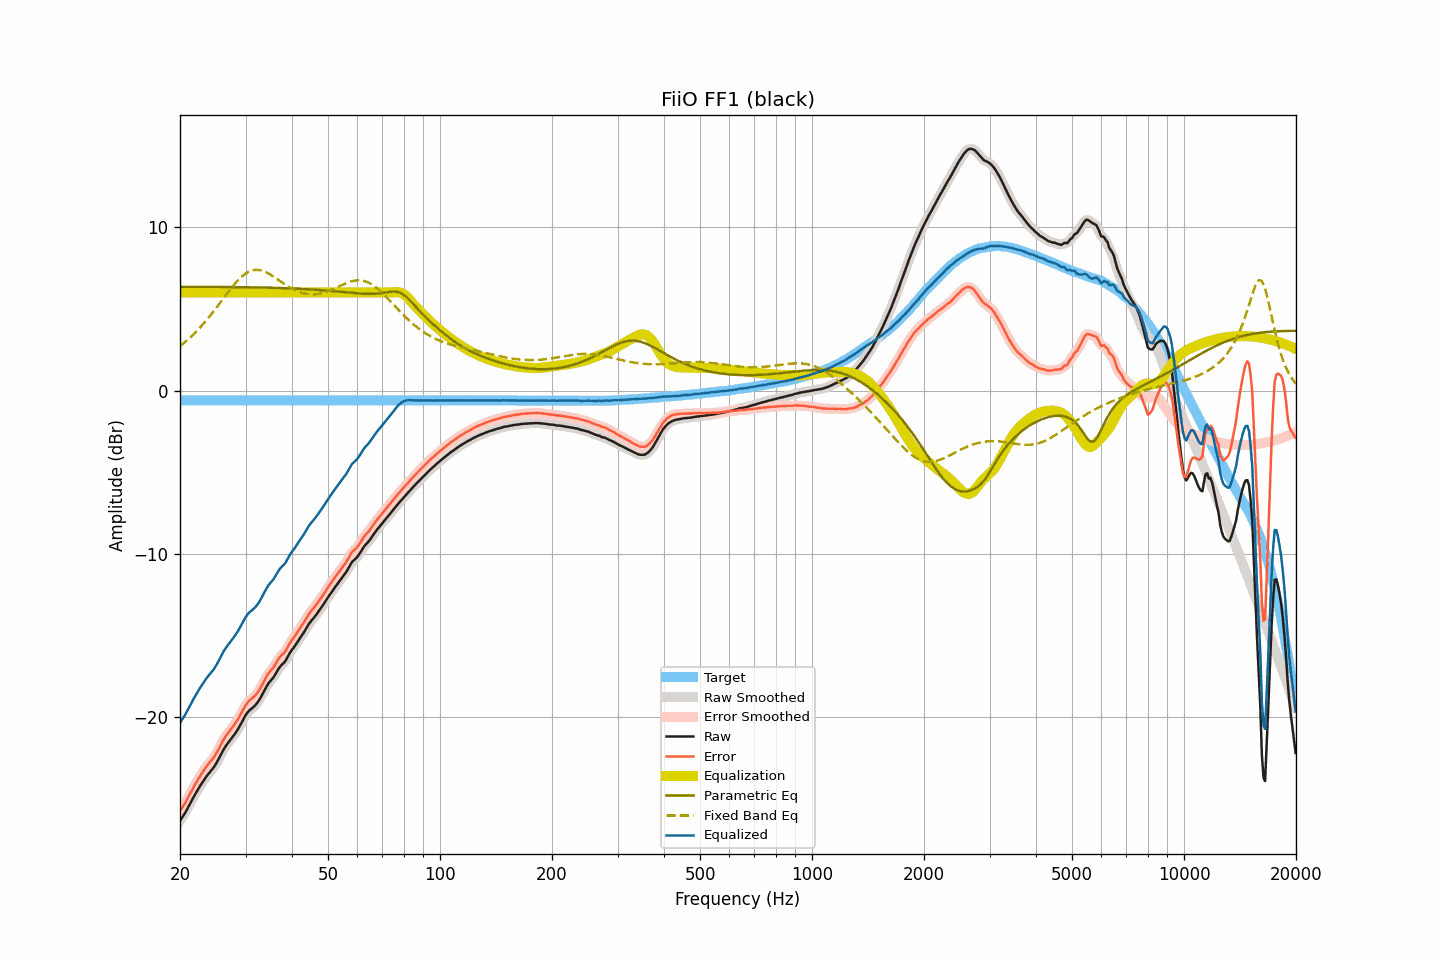 FiiO FF1 (black)
Amplitude (dBr)
10
0
−10
−20
Target
Raw Smoothed
Error Smoothed
Raw
Error
Equalization
Parametric Eq
Fixed Band Eq
Equalized
20 50 100 200 500 1000 2000 5000 10000 20000
Frequency (Hz)